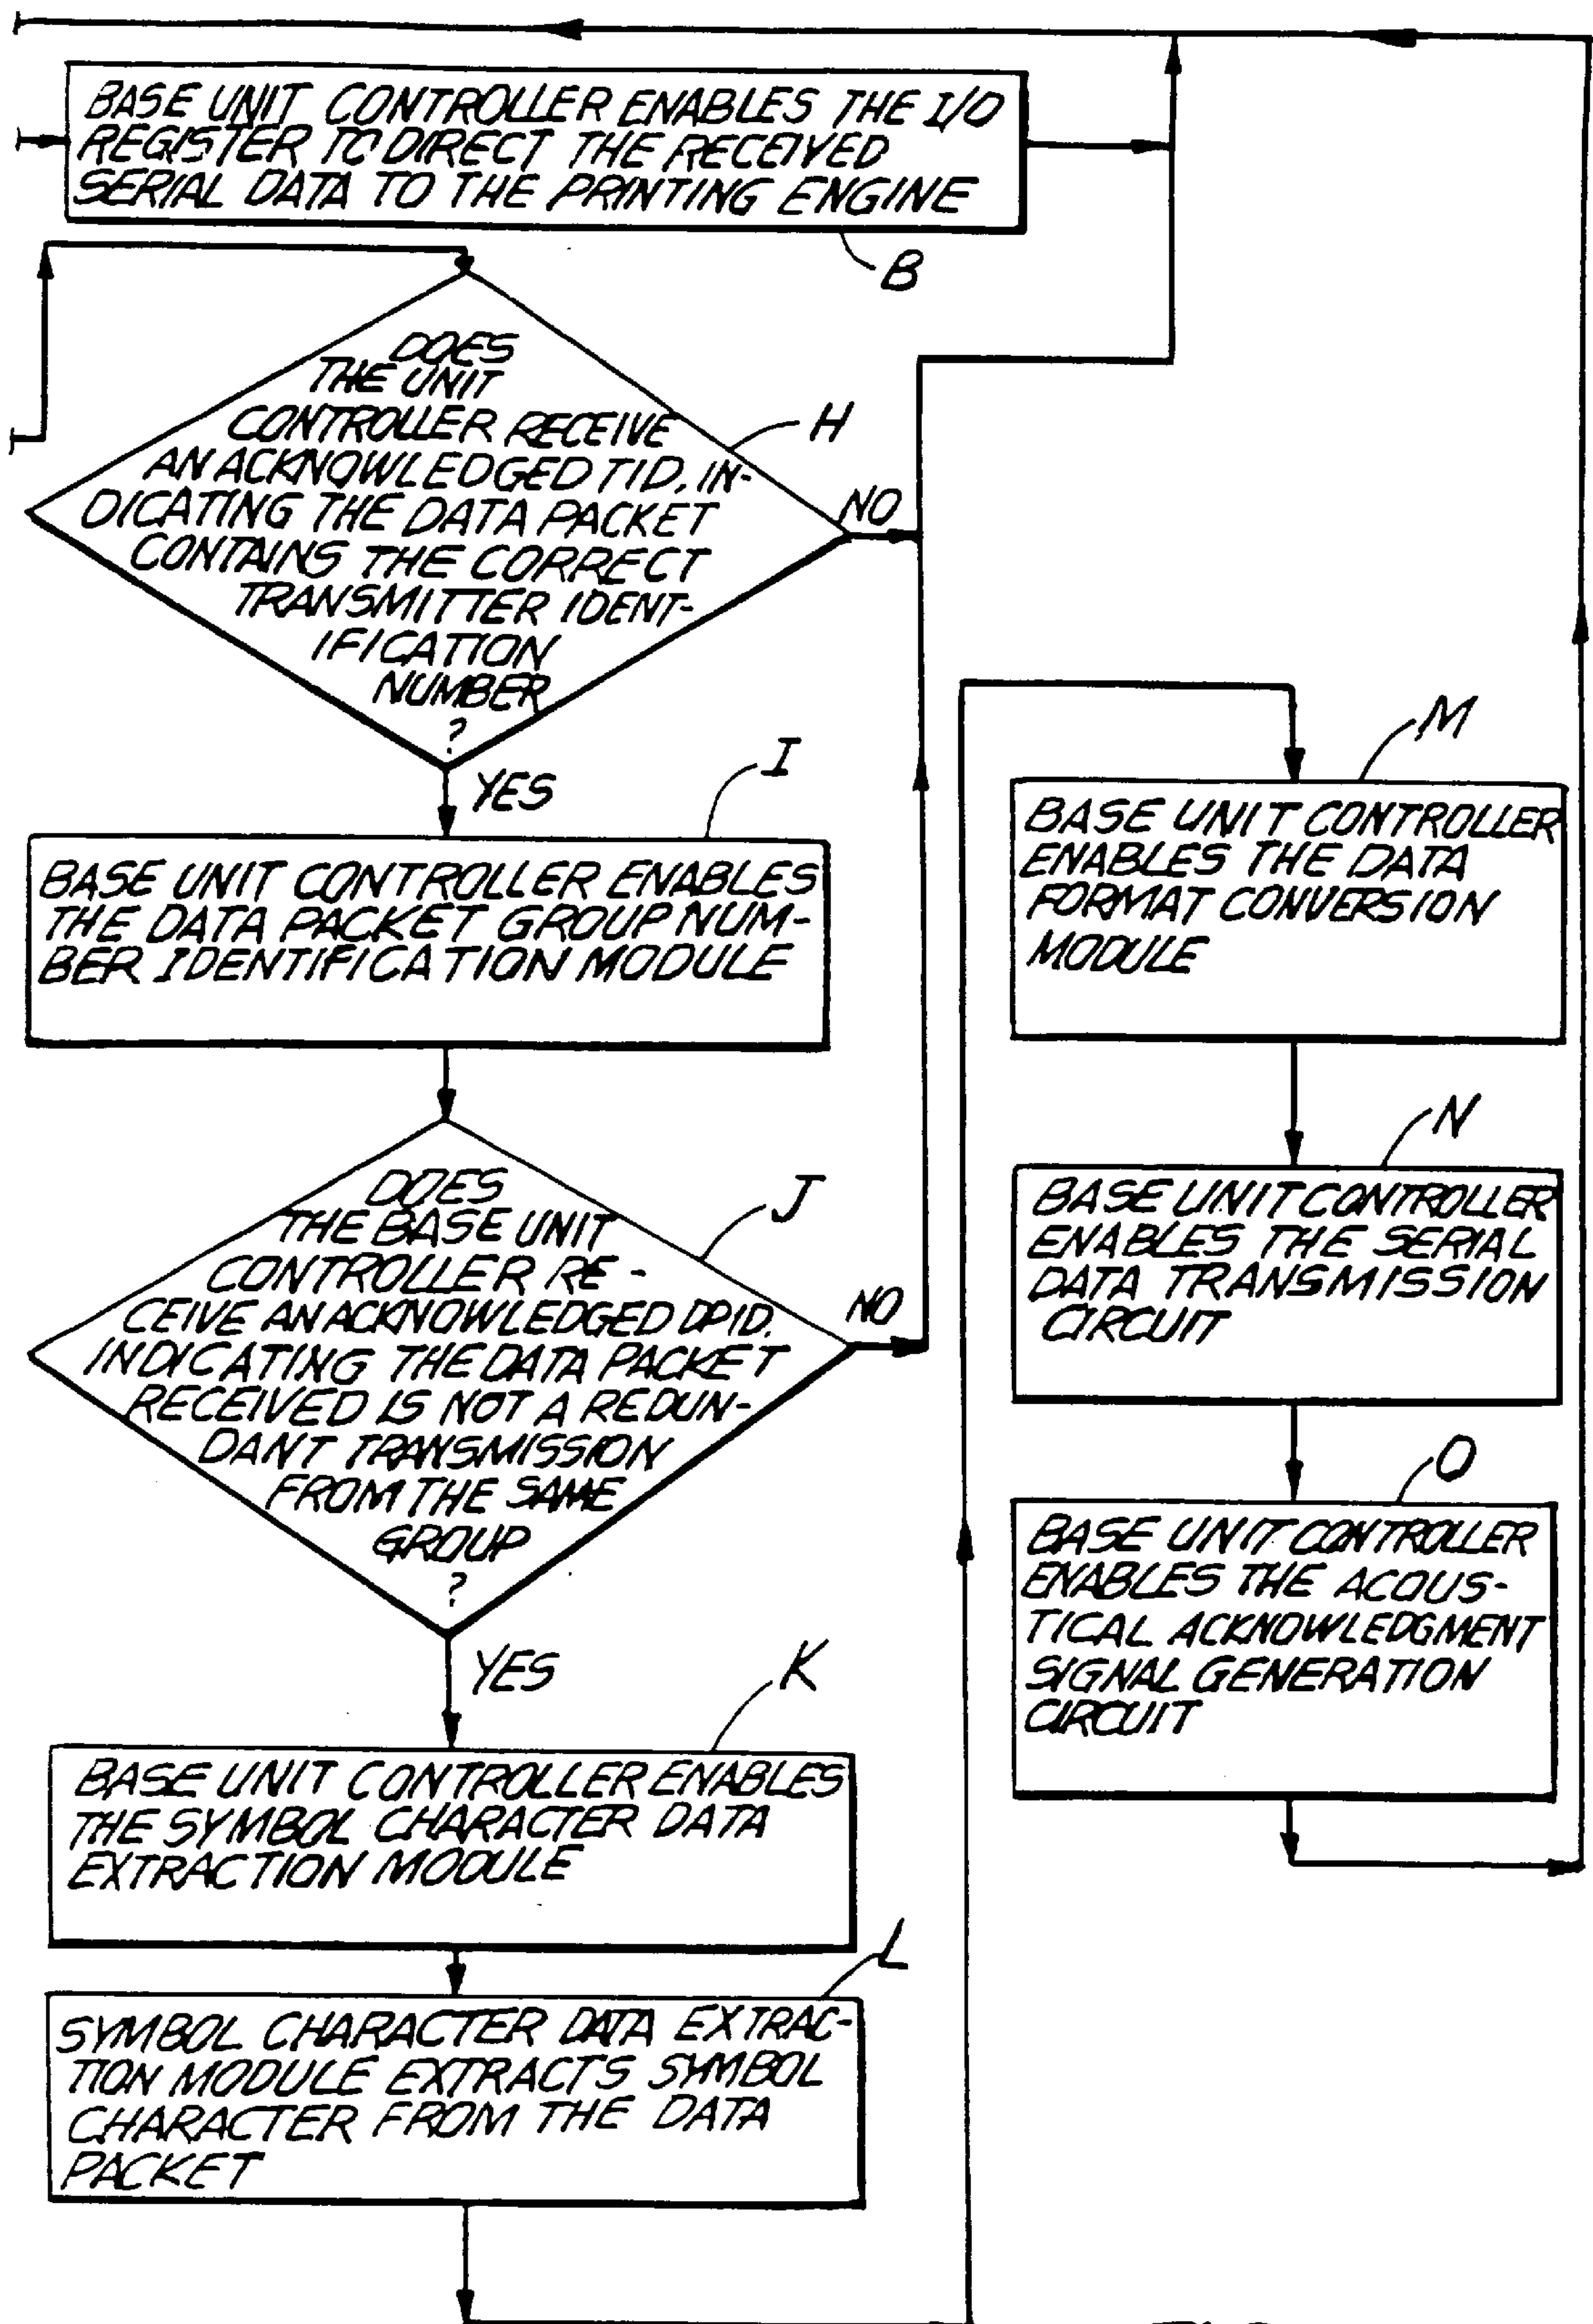 BASE UNIT CONTROLLER ENABLES THE I/O
REGISTER TO DIRECT THE RECEIVED
SERIAL DATA TO THE PRINTING ENGINE
B
DOES
THE UNIT
CONTROLLER RECEIVE
AN ACKNOWLEDGED TID, IN-
DICATING THE DATA PACKET
CONTAINS THE CORRECT
TRANSMITTER IDENT-
IFICATION
NUMBER
?
H
NO
YES
I
BASE UNIT CONTROLLER ENABLES
THE DATA PACKET GROUP NUM-
BER IDENTIFICATION MODULE
DOES
THE BASE UNIT
CONTROLLER RE-
CEIVE AN ACKNOWLEDGED DPID,
INDICATING THE DATA PACKET
RECEIVED IS NOT A REDUN-
DANT TRANSMISSION
FROM THE SAME
GROUP
?
J
NO
YES
K
BASE UNIT CONTROLLER ENABLES
THE SYMBOL CHARACTER DATA
EXTRACTION MODULE
L
SYMBOL CHARACTER DATA EXTRAC-
TION MODULE EXTRACTS SYMBOL
CHARACTER FROM THE DATA
PACKET
M
BASE UNIT CONTROLLER
ENABLES THE DATA
FORMAT CONVERSION
MODULE
N
BASE UNIT CONTROLLER
ENABLES THE SERIAL
DATA TRANSMISSION
CIRCUIT
O
BASE UNIT CONTROLLER
ENABLES THE ACOUS-
TICAL ACKNOWLEDGMENT
SIGNAL GENERATION
CIRCUIT